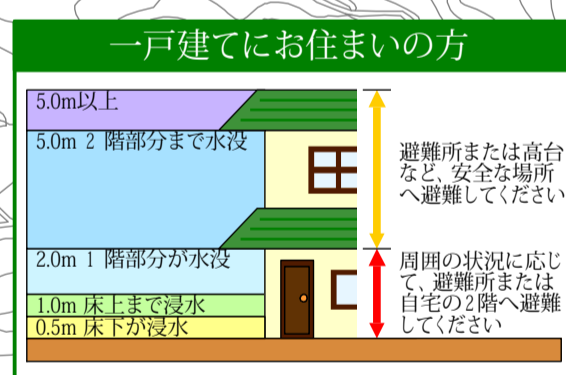 一戸建てにお住まいの方
5.0m以上
5.0m 2 階部分まで水没
2.0m 1 階部分が水没
1.0m 床上まで浸水
0.5m 床下が浸水
避難所または高台
など、安全な場所
へ避難してください
周囲の状況に応じ
て、避難所または
自宅の2階へ避難
してください